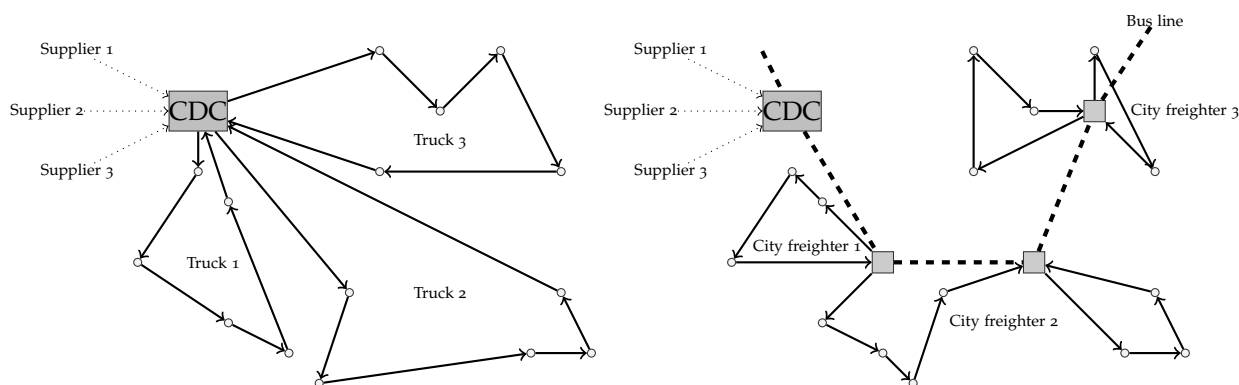 Supplier 1
Supplier 2
Supplier 3
CDC
Truck 3
Truck 1
Truck 2
Supplier 1
Supplier 2
Supplier 3
CDC
Bus line
City freighter 3
City freighter 1
City freighter 2